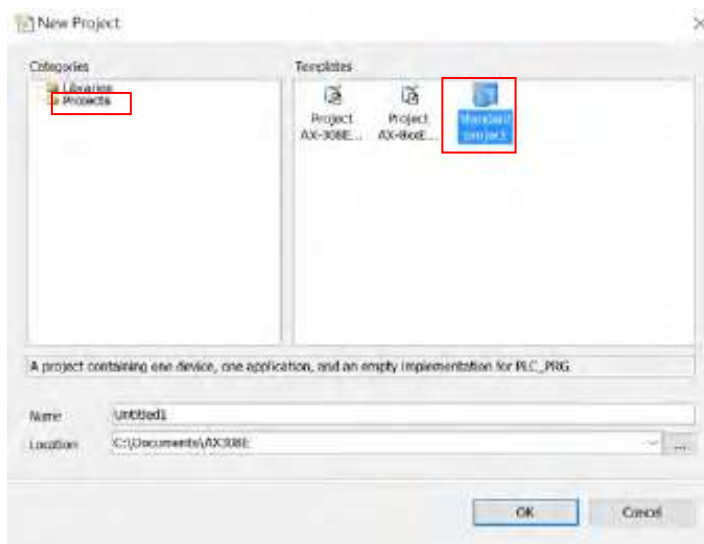 New Project
Categories
Libraries
Projects
Templates
Project
AX-308E...
Project
AX-8xxE...
Standard
project
A project containing one device, one application, and an empty implementation for PLC_PRG
Name
Untitled1
Location
C:\Documents\AX308E
...
OK
Cancel